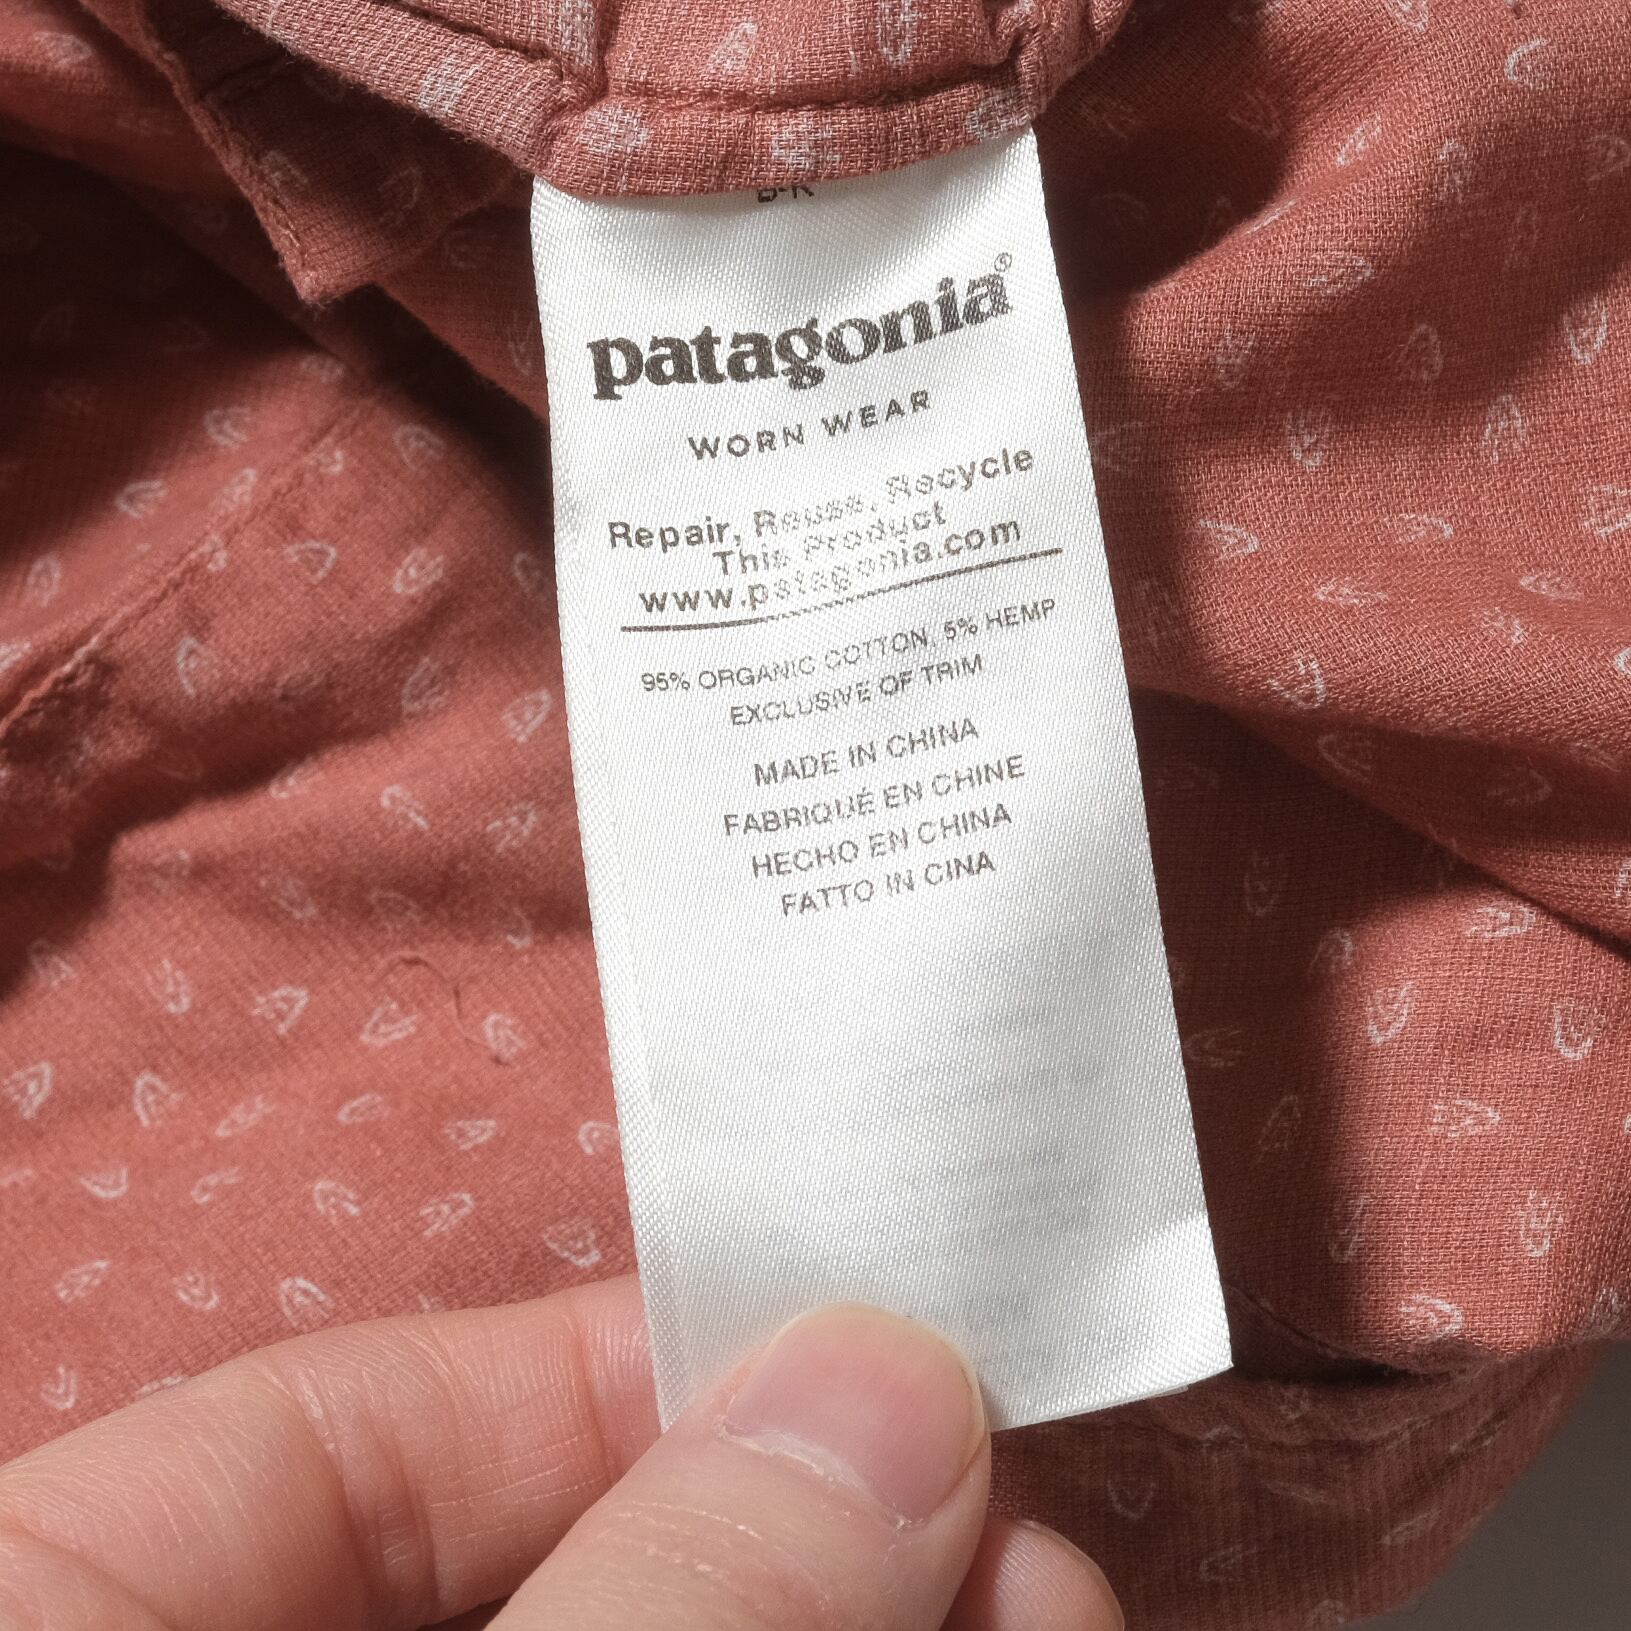 patagonia®
WORN WEAR
Repair, Reuse, Recycle
This Product
www.patagonia.com
95% ORGANIC COTTON, 5% HEMP
EXCLUSIVE OF TRIM
MADE IN CHINA
FABRIQUÉ EN CHINE
HECHO EN CHINA
FATTO IN CINA